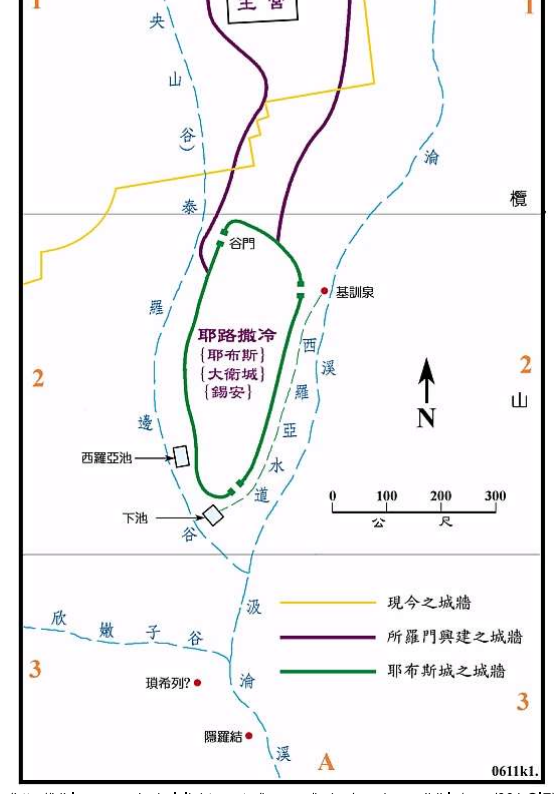 1
王宮
1
央山谷）
泰羅邊谷
淪
欖
谷門
基訓泉
耶路撒冷
{耶布斯}
{大衛城}
{錫安}
西羅亞水道
溪
2
2
山
N
西羅亞池
下池
0 100 200 300
公尺
現今之城牆
所羅門興建之城牆
耶布斯城之城牆
汲淪溪
欣嫩子谷
3
瑣希列?
3
隱羅結
A
0611k1.